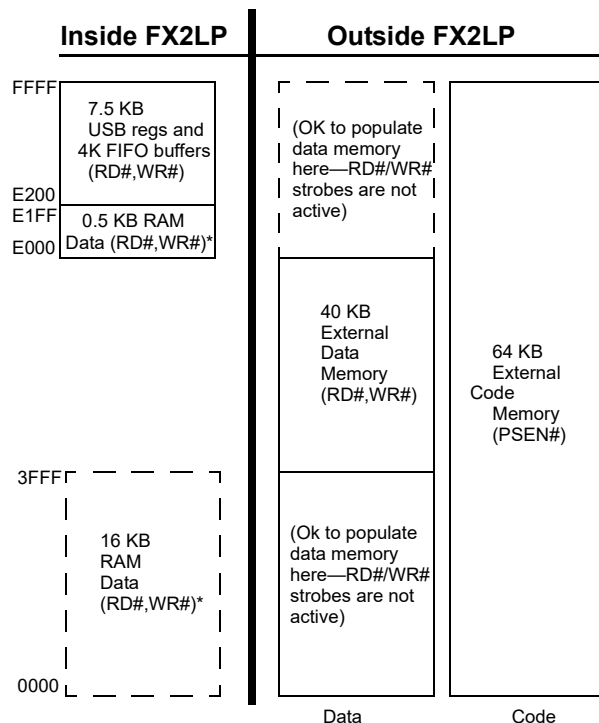 Inside FX2LP
Outside FX2LP
FFFF
7.5 KB
USB regs and
4K FIFO buffers
(RD#,WR#)
E200
E1FF
0.5 KB RAM
Data (RD#,WR#)*
E000
(OK to populate
data memory
here—RD#/WR#
strobes are not
active)
40 KB
External
Data
Memory
(RD#,WR#)
64 KB
External
Code
Memory
(PSEN#)
3FFF
16 KB
RAM
Data
(RD#,WR#)*
0000
(Ok to populate
data memory
here—RD#/WR#
strobes are not
active)
Data
Code